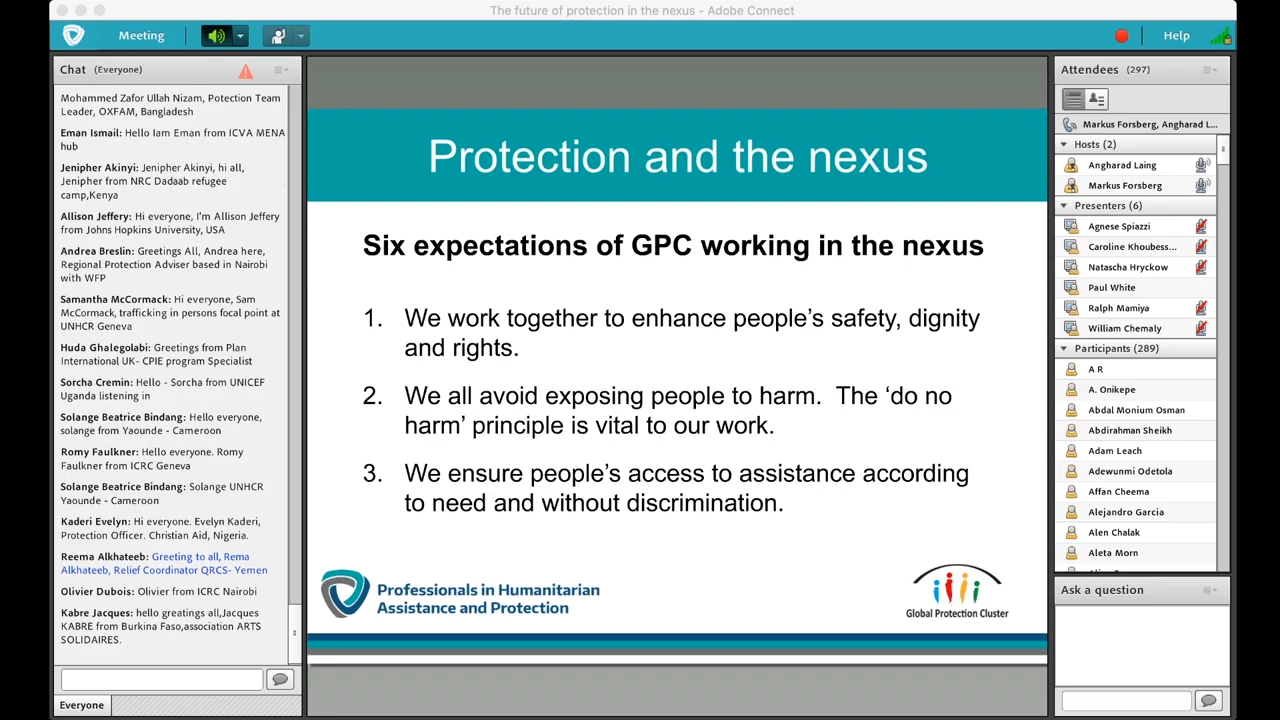 The future of protection in the nexus - Adobe Connect
Meeting
Help
Chat (Everyone)
Mohammed Zafor Ullah Nizam, Potection Team
Leader, OXFAM, Bangladesh
Eman Ismail: Hello Iam Eman from ICVA MENA
hub
Jenipher Akinyi: Jenipher Akinyi, hi all,
Jenipher from NRC Dadaab refugee
camp,Kenya
Allison Jeffery: Hi everyone, I'm Allison Jeffery
from Johns Hopkins University, USA
Andrea Breslin: Greetings All, Andrea here,
Regional Protection Adviser based in Nairobi
with WFP
Samantha McCormack: Hi everyone, Sam
McCormack, trafficking in persons focal point at
UNHCR Geneva
Huda Ghalegolabi: Greetings from Plan
International UK- CPIE program Specialist
Sorcha Cremin: Hello - Sorcha from UNICEF
Uganda listening in
Solange Beatrice Bindang: Hello everyone,
solange from Yaounde - Cameroon
Romy Faulkner: Hello everyone. Romy
Faulkner from ICRC Geneva
Solange Beatrice Bindang: Solange UNHCR
Yaounde - Cameroon
Kaderi Evelyn: Hi everyone. Evelyn Kaderi,
Protection Officer. Christian Aid, Nigeria.
Reema Alkhateeb: Greeting to all, Rema
Alkhateeb, Relief Coordinator QRCS- Yemen
Olivier Dubois: Olivier from ICRC Nairobi
Kabre Jacques: hello greetings all,Jacques
KABRE from Burkina Faso,association ARTS
SOLIDAIRES.
Everyone
Protection and the nexus
Six expectations of GPC working in the nexus
1. We work together to enhance people's safety, dignity
and rights.
2. We all avoid exposing people to harm. The 'do no
harm' principle is vital to our work.
3. We ensure people's access to assistance according
to need and without discrimination.
Professionals in Humanitarian
Assistance and Protection
Global Protection Cluster
Attendees (297)
Markus Forsberg, Angharad L...
Hosts (2)
Angharad Laing
Markus Forsberg
Presenters (6)
Agnese Spiazzi
Caroline Khoubess...
Natascha Hryckow
Paul White
Ralph Mamiya
William Chemaly
Participants (289)
A R
A. Onikepe
Abdal Monium Osman
Abdirahman Sheikh
Adam Leach
Adewunmi Odetola
Affan Cheema
Alejandro Garcia
Alen Chalak
Aleta Morn
Ask a question